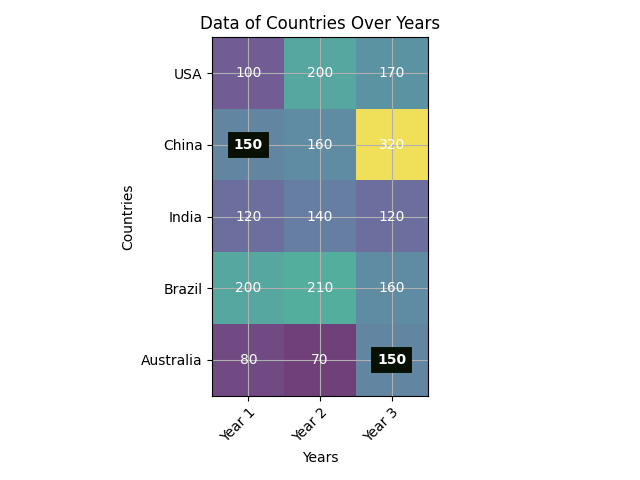 Data of Countries Over Years
USA 100 200 170
China 150 160 320
India 120 140 120
Brazil 200 210 160
Australia 80 70 150
Countries
Year 1 Year 2 Year 3
Years